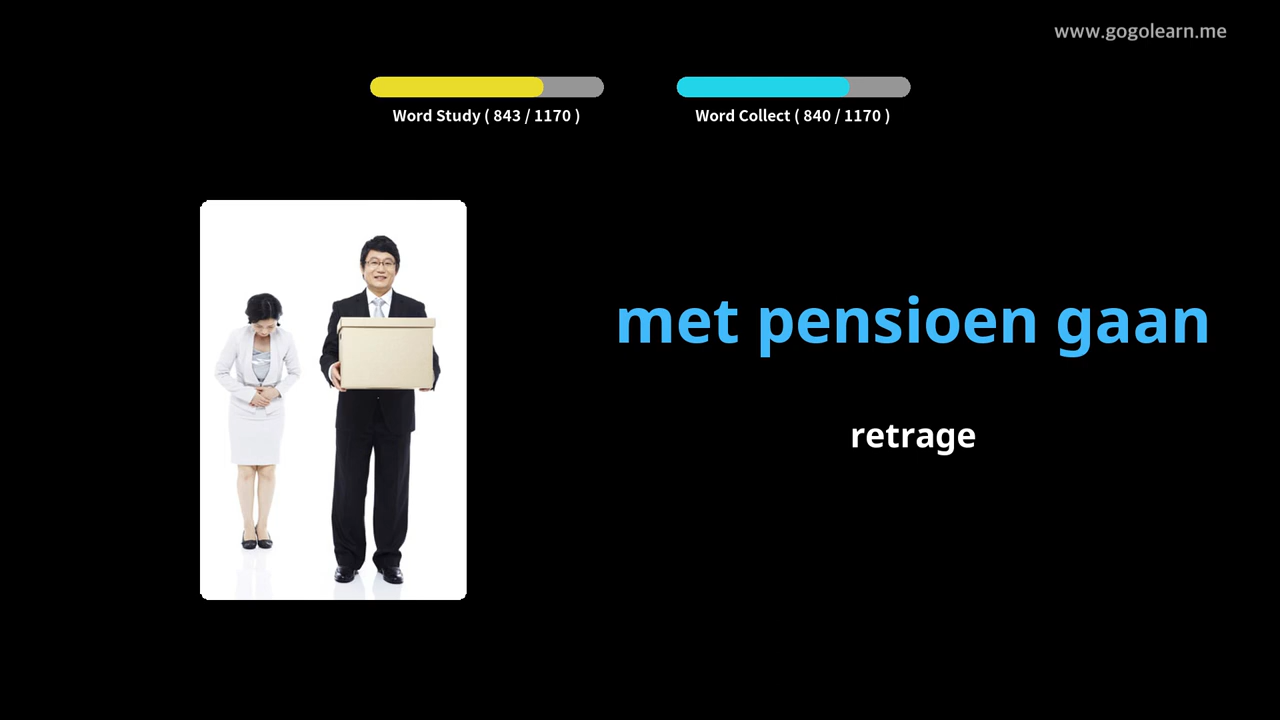 www.gogolearn.me
Word Study ( 843 / 1170 )
Word Collect ( 840 / 1170 )
met pensioen gaan
retrage